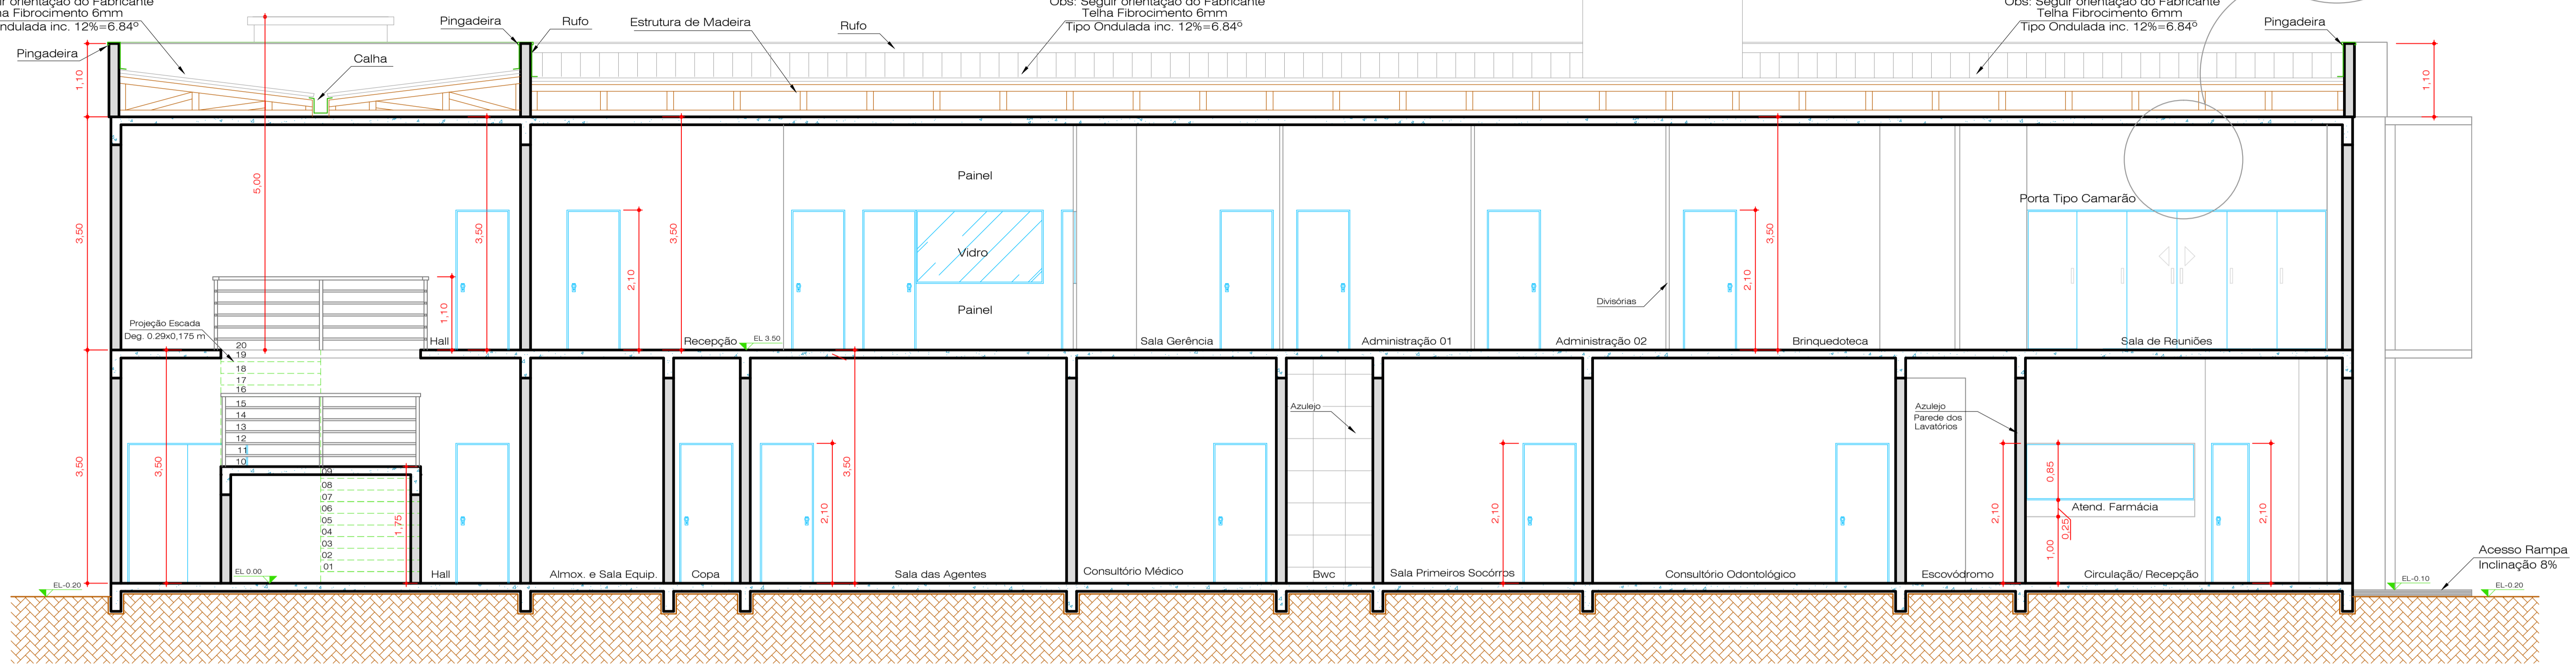 ir orientação do Fabricante
ha Fibrocimento 6mm
ndulada inc. 12%=6.84º
Pingadeira
Calha
Pingadeira
Rufo
Estrutura de Madeira
Rufo
Obs: Seguir orientação do Fabricante
Telha Fibrocimento 6mm
Tipo Ondulada inc. 12%=6.84º
Obs: Seguir orientação do Fabricante
Telha Fibrocimento 6mm
Tipo Ondulada inc. 12%=6.84º
Pingadeira
1,10
1,10
5,00
3,50
3,50
3,50
3,50
2,10
2,10
1,10
Painel
Vidro
Painel
Porta Tipo Camarão
Divisórias
Projeção Escada
Deg. 0.29x0,175 m
Hall
Recepção
EL 3.50
Sala Gerência
Administração 01
Administração 02
Brinquedoteca
Sala de Reuniões
20
19
18
17
16
15
14
13
12
11
10
09
08
07
06
05
04
03
02
01
3,50
3,50
1,75
3,50
2,10
2,10
2,10
0,85
0,25
1,00
2,10
Azulejo
Azulejo
Parede dos
Lavatórios
Atend. Farmácia
EL-0.20
EL 0.00
Hall
Almox. e Sala Equip.
Copa
Sala das Agentes
Consultório Médico
Bwc
Sala Primeiros Socórros
Consultório Odontológico
Escovódromo
Circulação/ Recepção
Acesso Rampa
Inclinação 8%
EL-0.10
EL-0.20